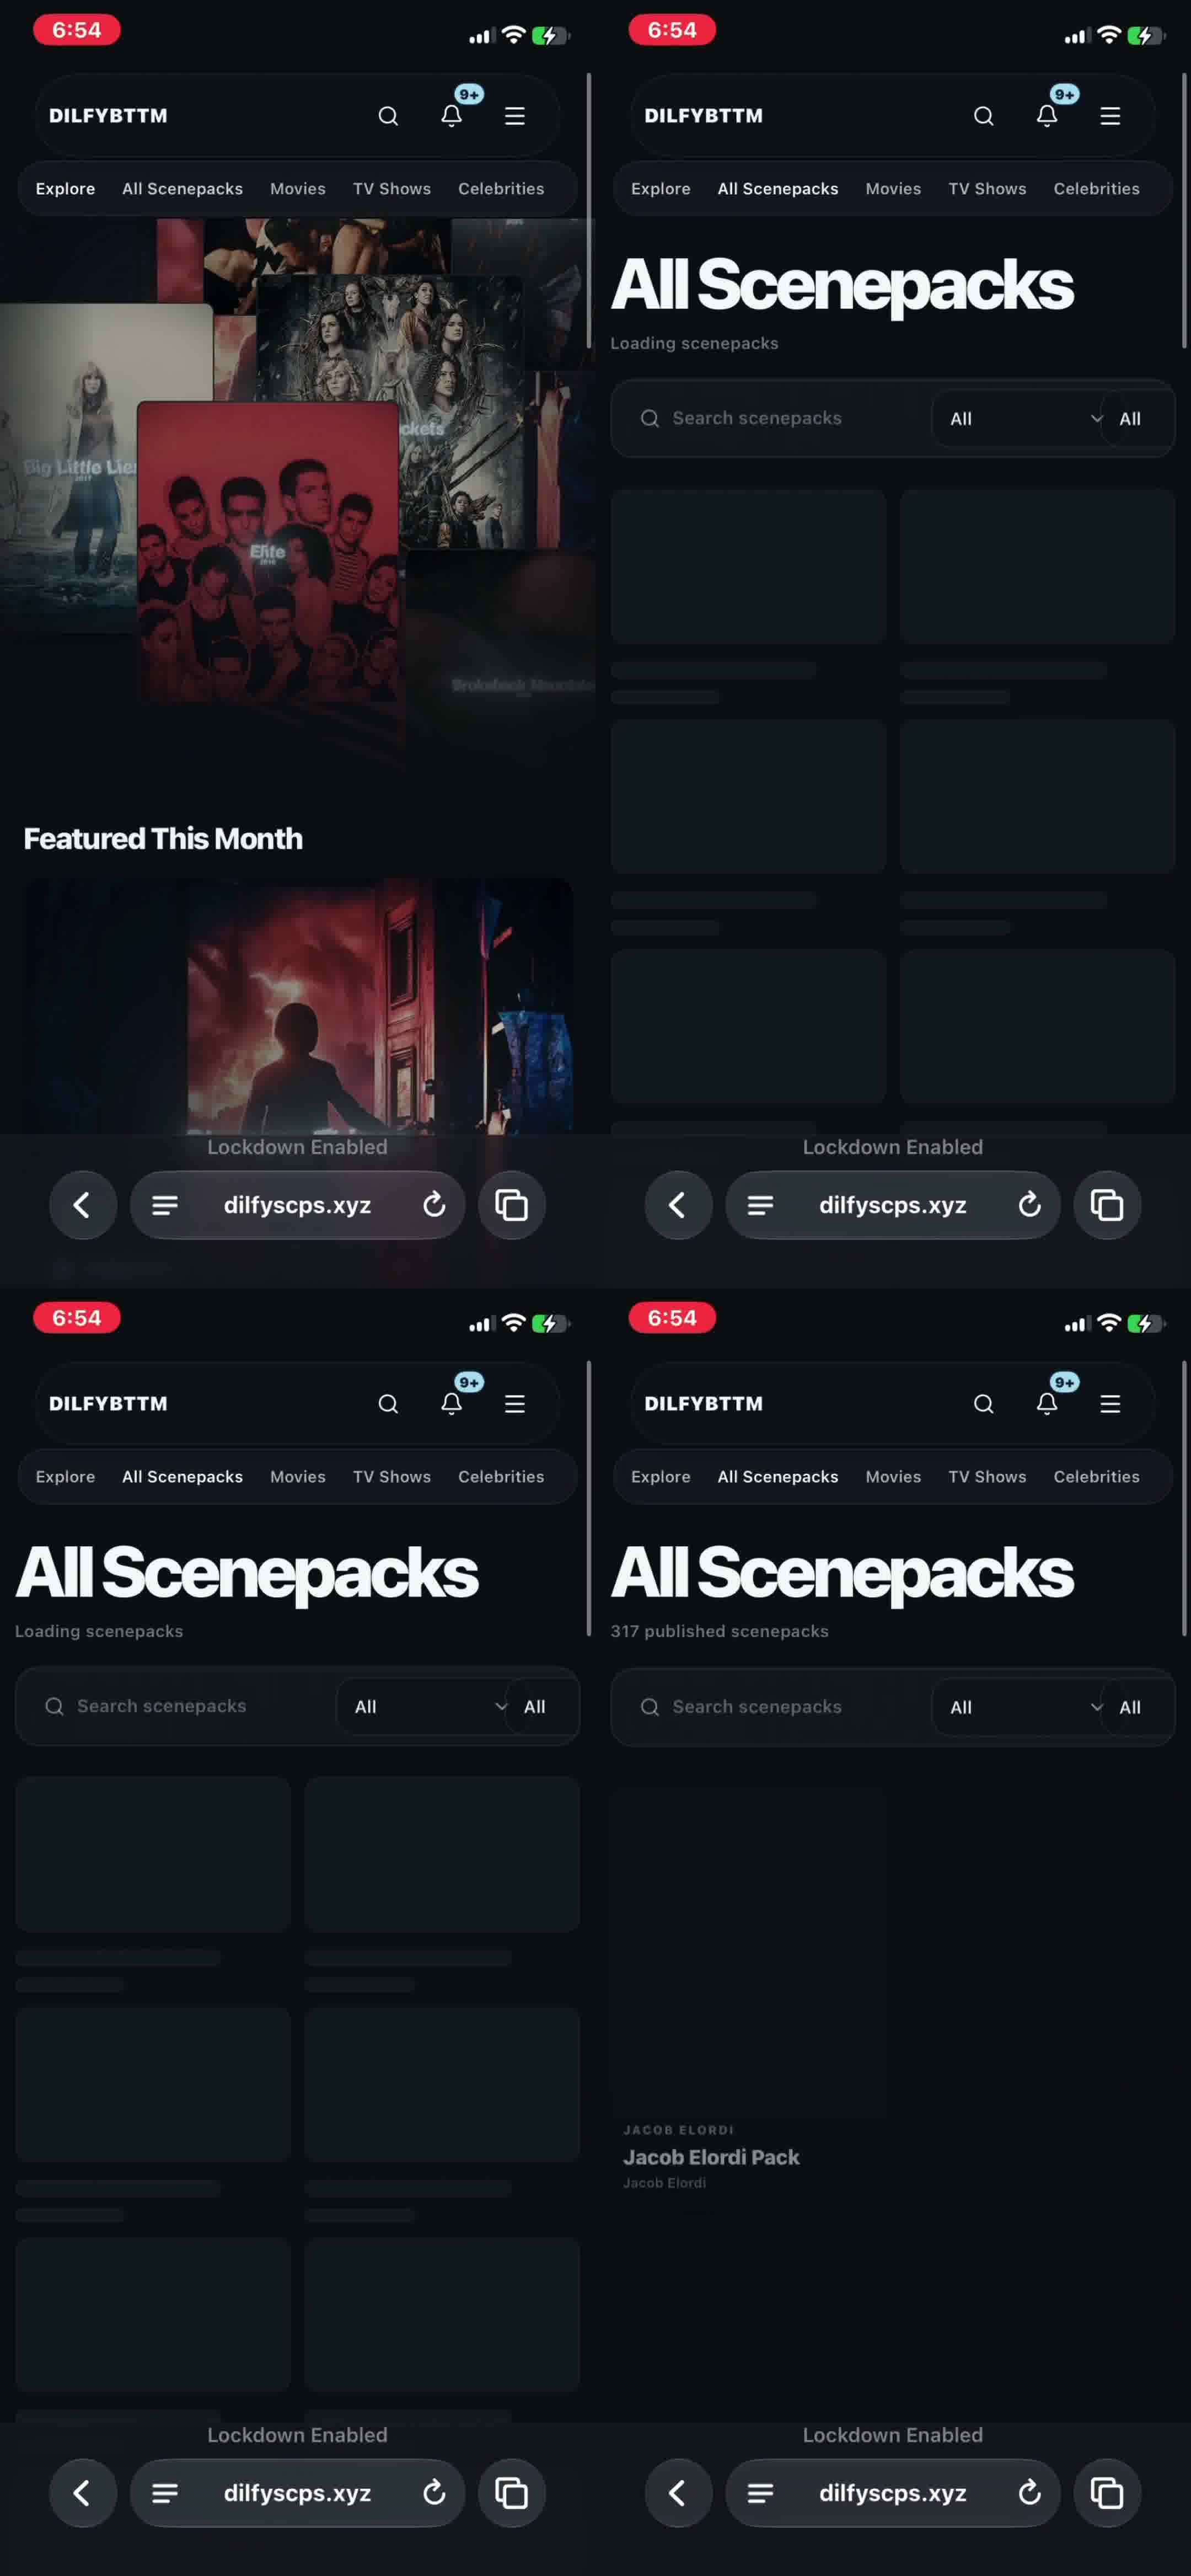 6:54
DILFYBTTM
9+
Explore All Scenepacks Movies TV Shows Celebrities
ckets
Big Little Lies
2017
Elite
2018
Brokeback Mountain
Featured This Month
Lockdown Enabled
dilfyscps.xyz
6:54
DILFYBTTM
9+
Explore All Scenepacks Movies TV Shows Celebrities
All Scenepacks
Loading scenepacks
Search scenepacks All All
Lockdown Enabled
dilfyscps.xyz
6:54
DILFYBTTM
9+
Explore All Scenepacks Movies TV Shows Celebrities
All Scenepacks
Loading scenepacks
Search scenepacks All All
Lockdown Enabled
dilfyscps.xyz
6:54
DILFYBTTM
9+
Explore All Scenepacks Movies TV Shows Celebrities
All Scenepacks
317 published scenepacks
Search scenepacks All All
JACOB ELORDI
Jacob Elordi Pack
Jacob Elordi
Lockdown Enabled
dilfyscps.xyz